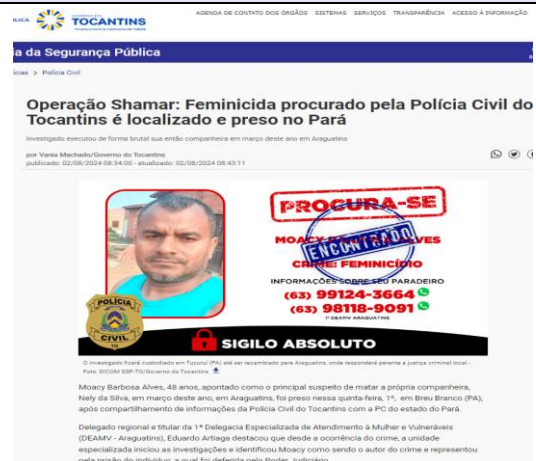 AGENDA DE CONTATO DOS ÓRGÃOS SISTEMAS SERVIÇOS TRANSPARÊNCIA ACESSO À INFORMAÇÃO
TOCANTINS
a da Segurança Pública
ícias > Polícia Civil
Operação Shamar: Feminicida procurado pela Polícia Civil do
Tocantins é localizado e preso no Pará
Investigado executou de forma brutal sua então companheira em março deste ano em Araguatins
por Vania Machado/Governo do Tocantins
publicado: 02/08/2024 08:34:00 - atualizado: 02/08/2024 08:43:11
PROCURA-SE
MOACY ALVES
ENCONTRADO
CRIME: FEMINICÍDIO
INFORMAÇÕES SOBRE SEU PARADEIRO
(63) 99124-3664
(63) 98118-9091
1ª DEAMV ARAGUATINS
POLÍCIA
CIVIL
TO
SIGILO ABSOLUTO
O investigado ficará custodiado em Tucuruí (PA) até ser recambiado para Araguatins, onde responderá perante a justiça criminal local -
Foto: DICOM SSP-TO/Governo do Tocantins
Moacy Barbosa Alves, 48 anos, apontado como o principal suspeito de matar a própria companheira,
Nely da Silva, em março deste ano, em Araguatins, foi preso nessa quinta-feira, 1º, em Breu Branco (PA),
após compartilhamento de informações da Polícia Civil do Tocantins com a PC do estado do Pará.
Delegado regional e titular da 1ª Delegacia Especializada de Atendimento à Mulher e Vulneráveis
(DEAMV - Araguatins), Eduardo Artiaga destacou que desde a ocorrência do crime, a unidade
especializada iniciou as investigações e identificou Moacy como sendo o autor do crime e representou
pela prisão do indivíduo, a qual foi deferida pelo Poder Judiciário